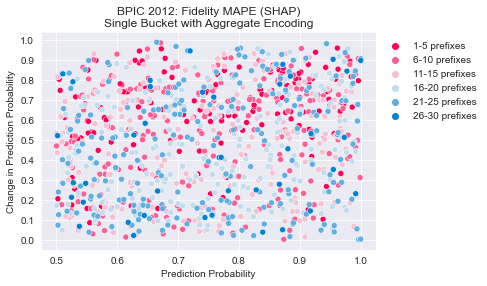 BPIC 2012: Fidelity MAPE (SHAP)
Single Bucket with Aggregate Encoding
Change in Prediction Probability
1.0
0.9
0.8
0.7
0.6
0.5
0.4
0.3
0.2
0.1
0.0
0.5 0.6 0.7 0.8 0.9 1.0
Prediction Probability
1-5 prefixes
6-10 prefixes
11-15 prefixes
16-20 prefixes
21-25 prefixes
26-30 prefixes